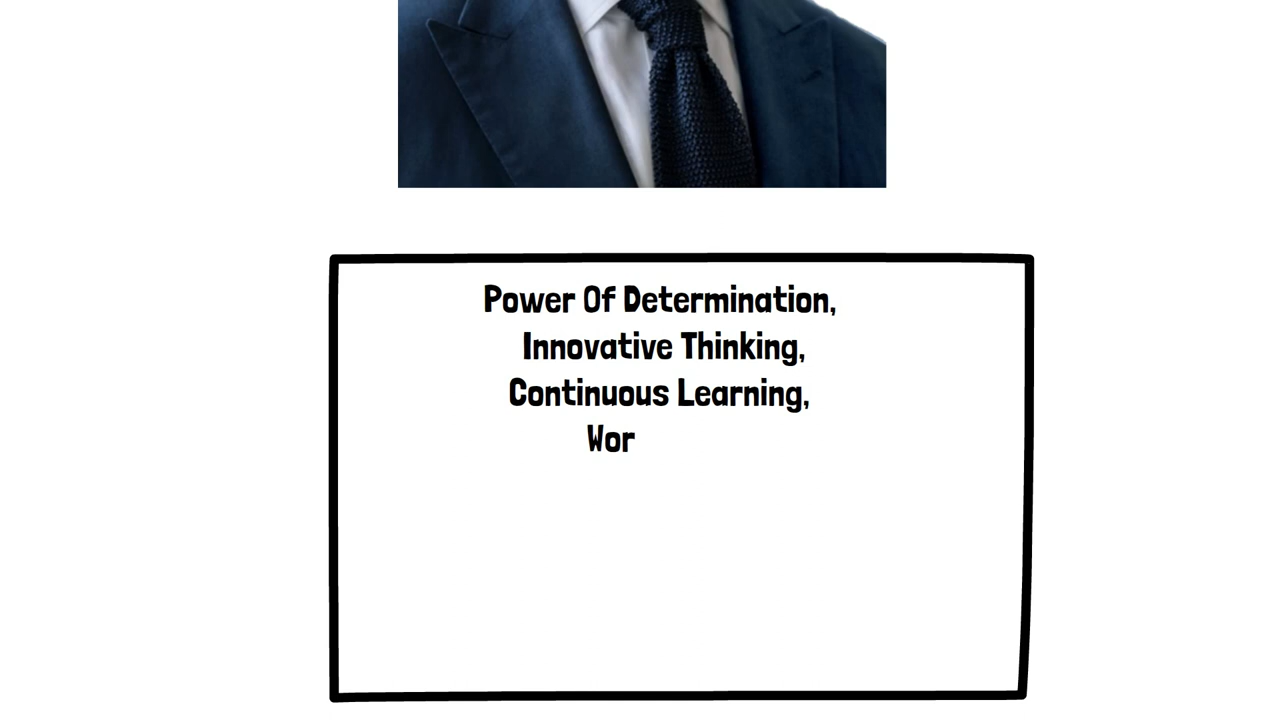 Power Of Determination,
Innovative Thinking,
Continuous Learning,
Wor